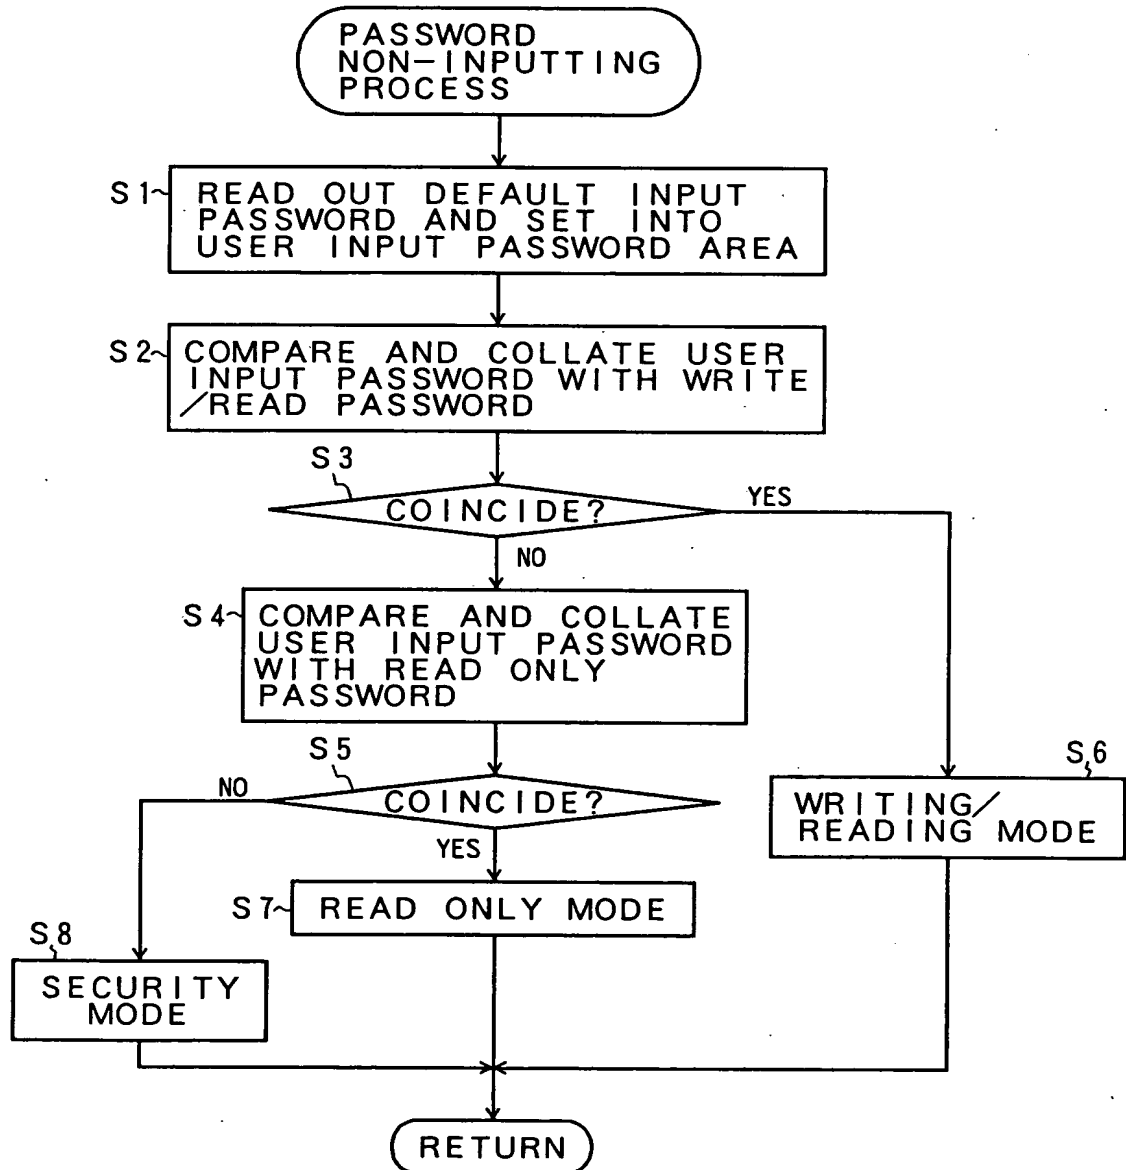 PASSWORD
NON-INPUTTING
PROCESS
S1
READ OUT DEFAULT INPUT
PASSWORD AND SET INTO
USER INPUT PASSWORD AREA
S2
COMPARE AND COLLATE USER
INPUT PASSWORD WITH WRITE
/READ PASSWORD
S3
COINCIDE?
YES
NO
S4
COMPARE AND COLLATE
USER INPUT PASSWORD
WITH READ ONLY
PASSWORD
S5
COINCIDE?
NO
YES
S6
WRITING/
READING MODE
S7
READ ONLY MODE
S8
SECURITY
MODE
RETURN